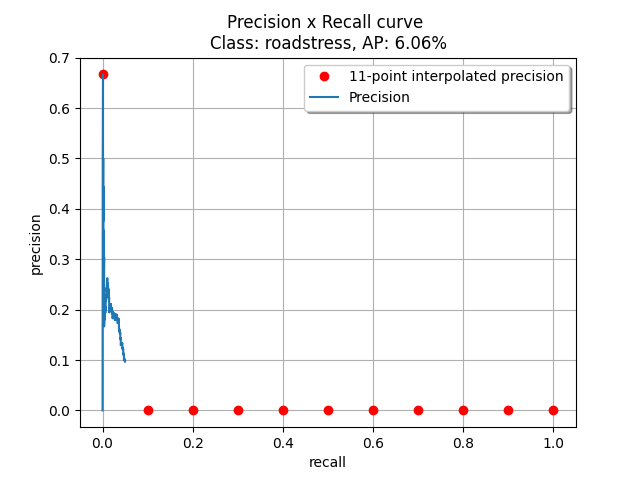 Precision x Recall curve
Class: roadstress, AP: 6.06%
11-point interpolated precision
Precision
0.7
0.6
0.5
0.4
0.3
0.2
0.1
0.0
precision
0.0 0.2 0.4 0.6 0.8 1.0
recall